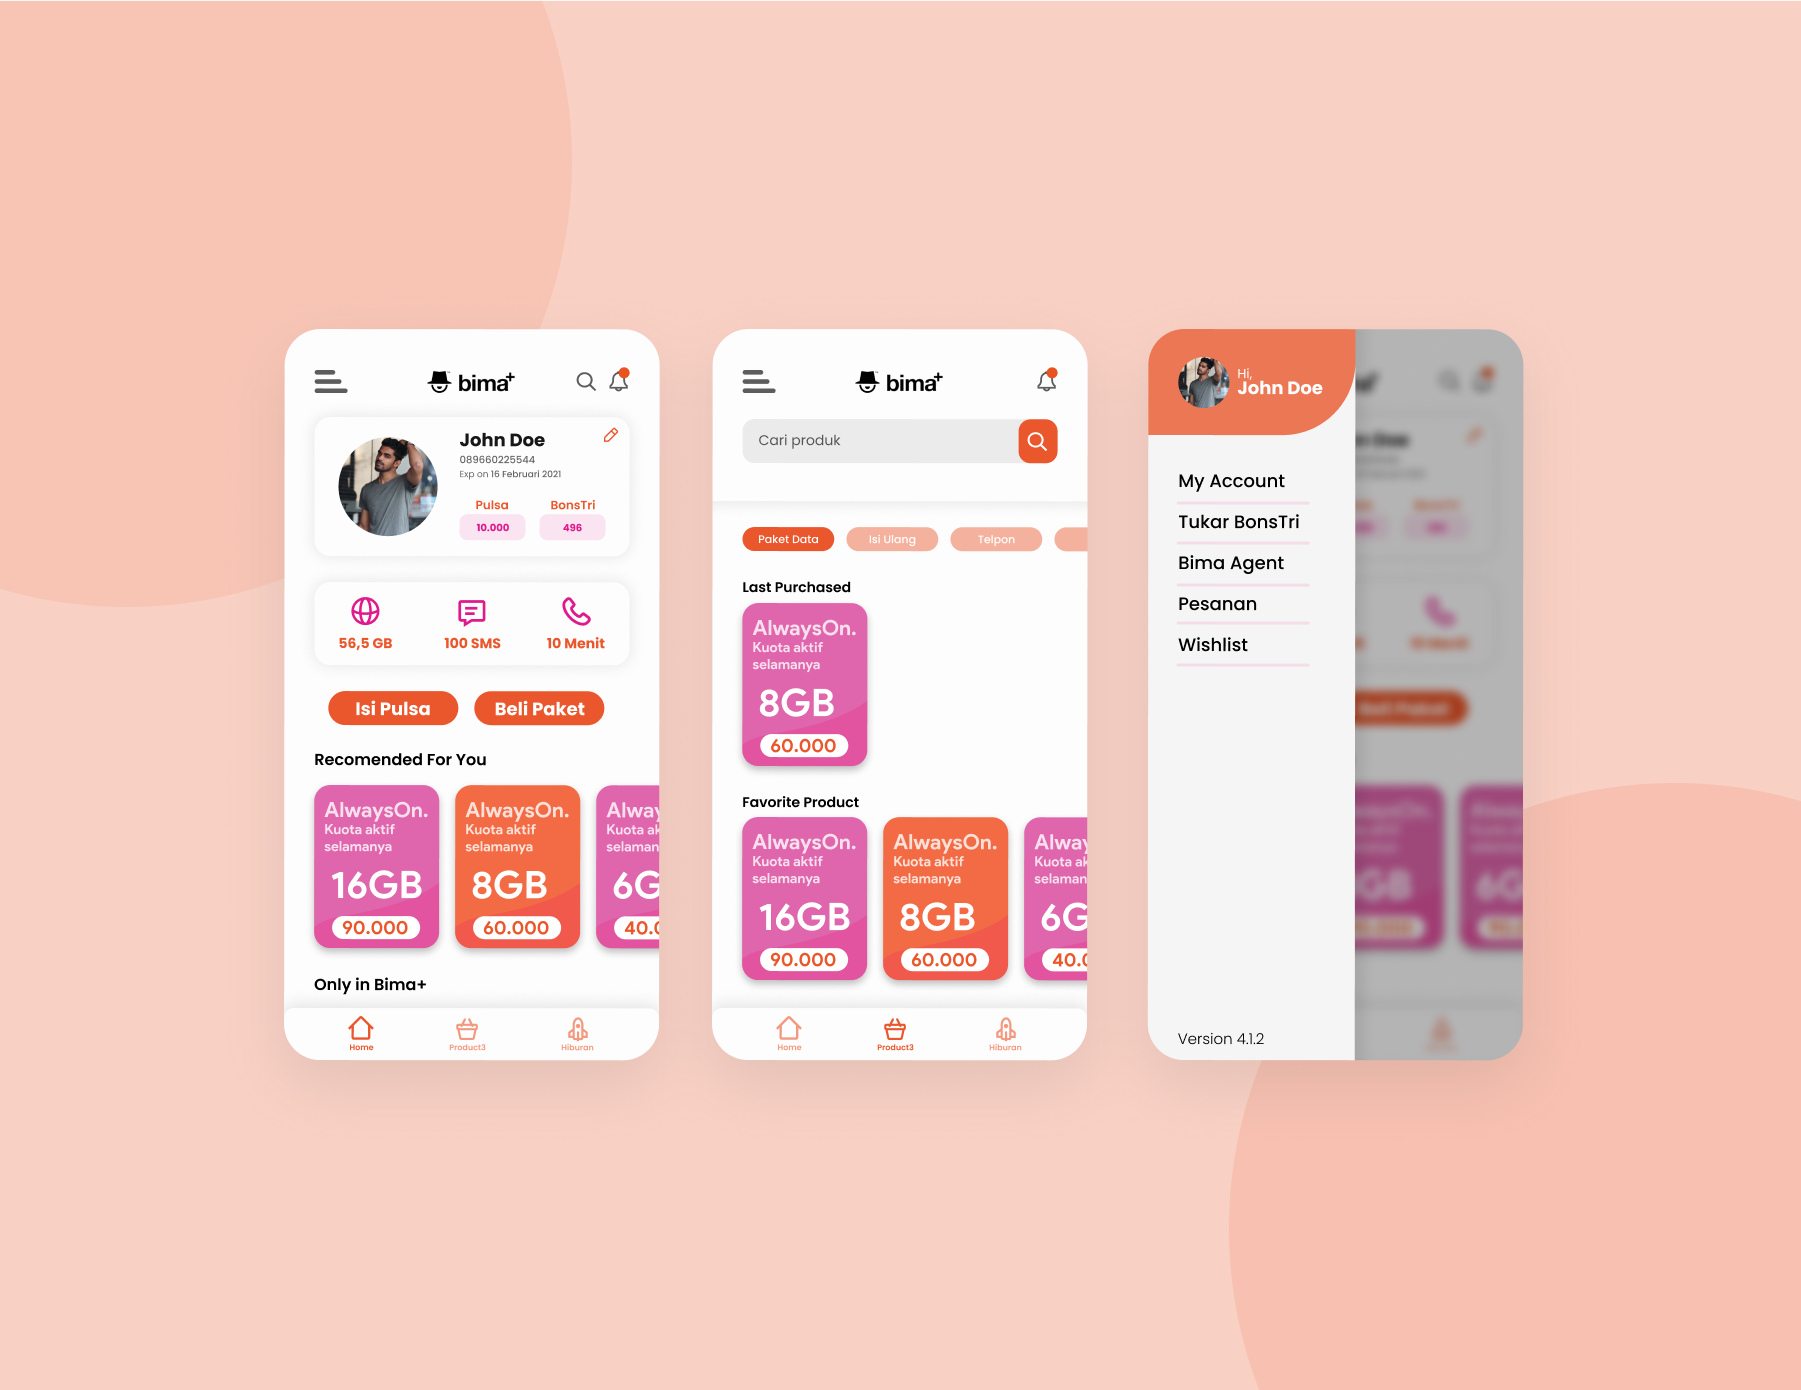 bima+
John Doe
089660225544
Exp on 16 Februari 2021
Pulsa BonsTri
10.000 496
56,5 GB 100 SMS 10 Menit
Isi Pulsa Beli Paket
Recomended For You
AlwaysOn. AlwaysOn. Alway
Kuota aktif Kuota aktif Kuota ak
selamanya selamanya selaman
16GB 8GB 6G
90.000 60.000 40.0
Only in Bima+
Home Product3 Hiburan
bima+
Cari produk
Paket Data Isi Ulang Telpon
Last Purchased
AlwaysOn.
Kuota aktif
selamanya
8GB
60.000
Favorite Product
AlwaysOn. AlwaysOn. Alway
Kuota aktif Kuota aktif Kuota ak
selamanya selamanya selaman
16GB 8GB 6G
90.000 60.000 40.0
Home Product3 Hiburan
Hi,
John Doe
My Account
Tukar BonsTri
Bima Agent
Pesanan
Wishlist
Version 4.1.2